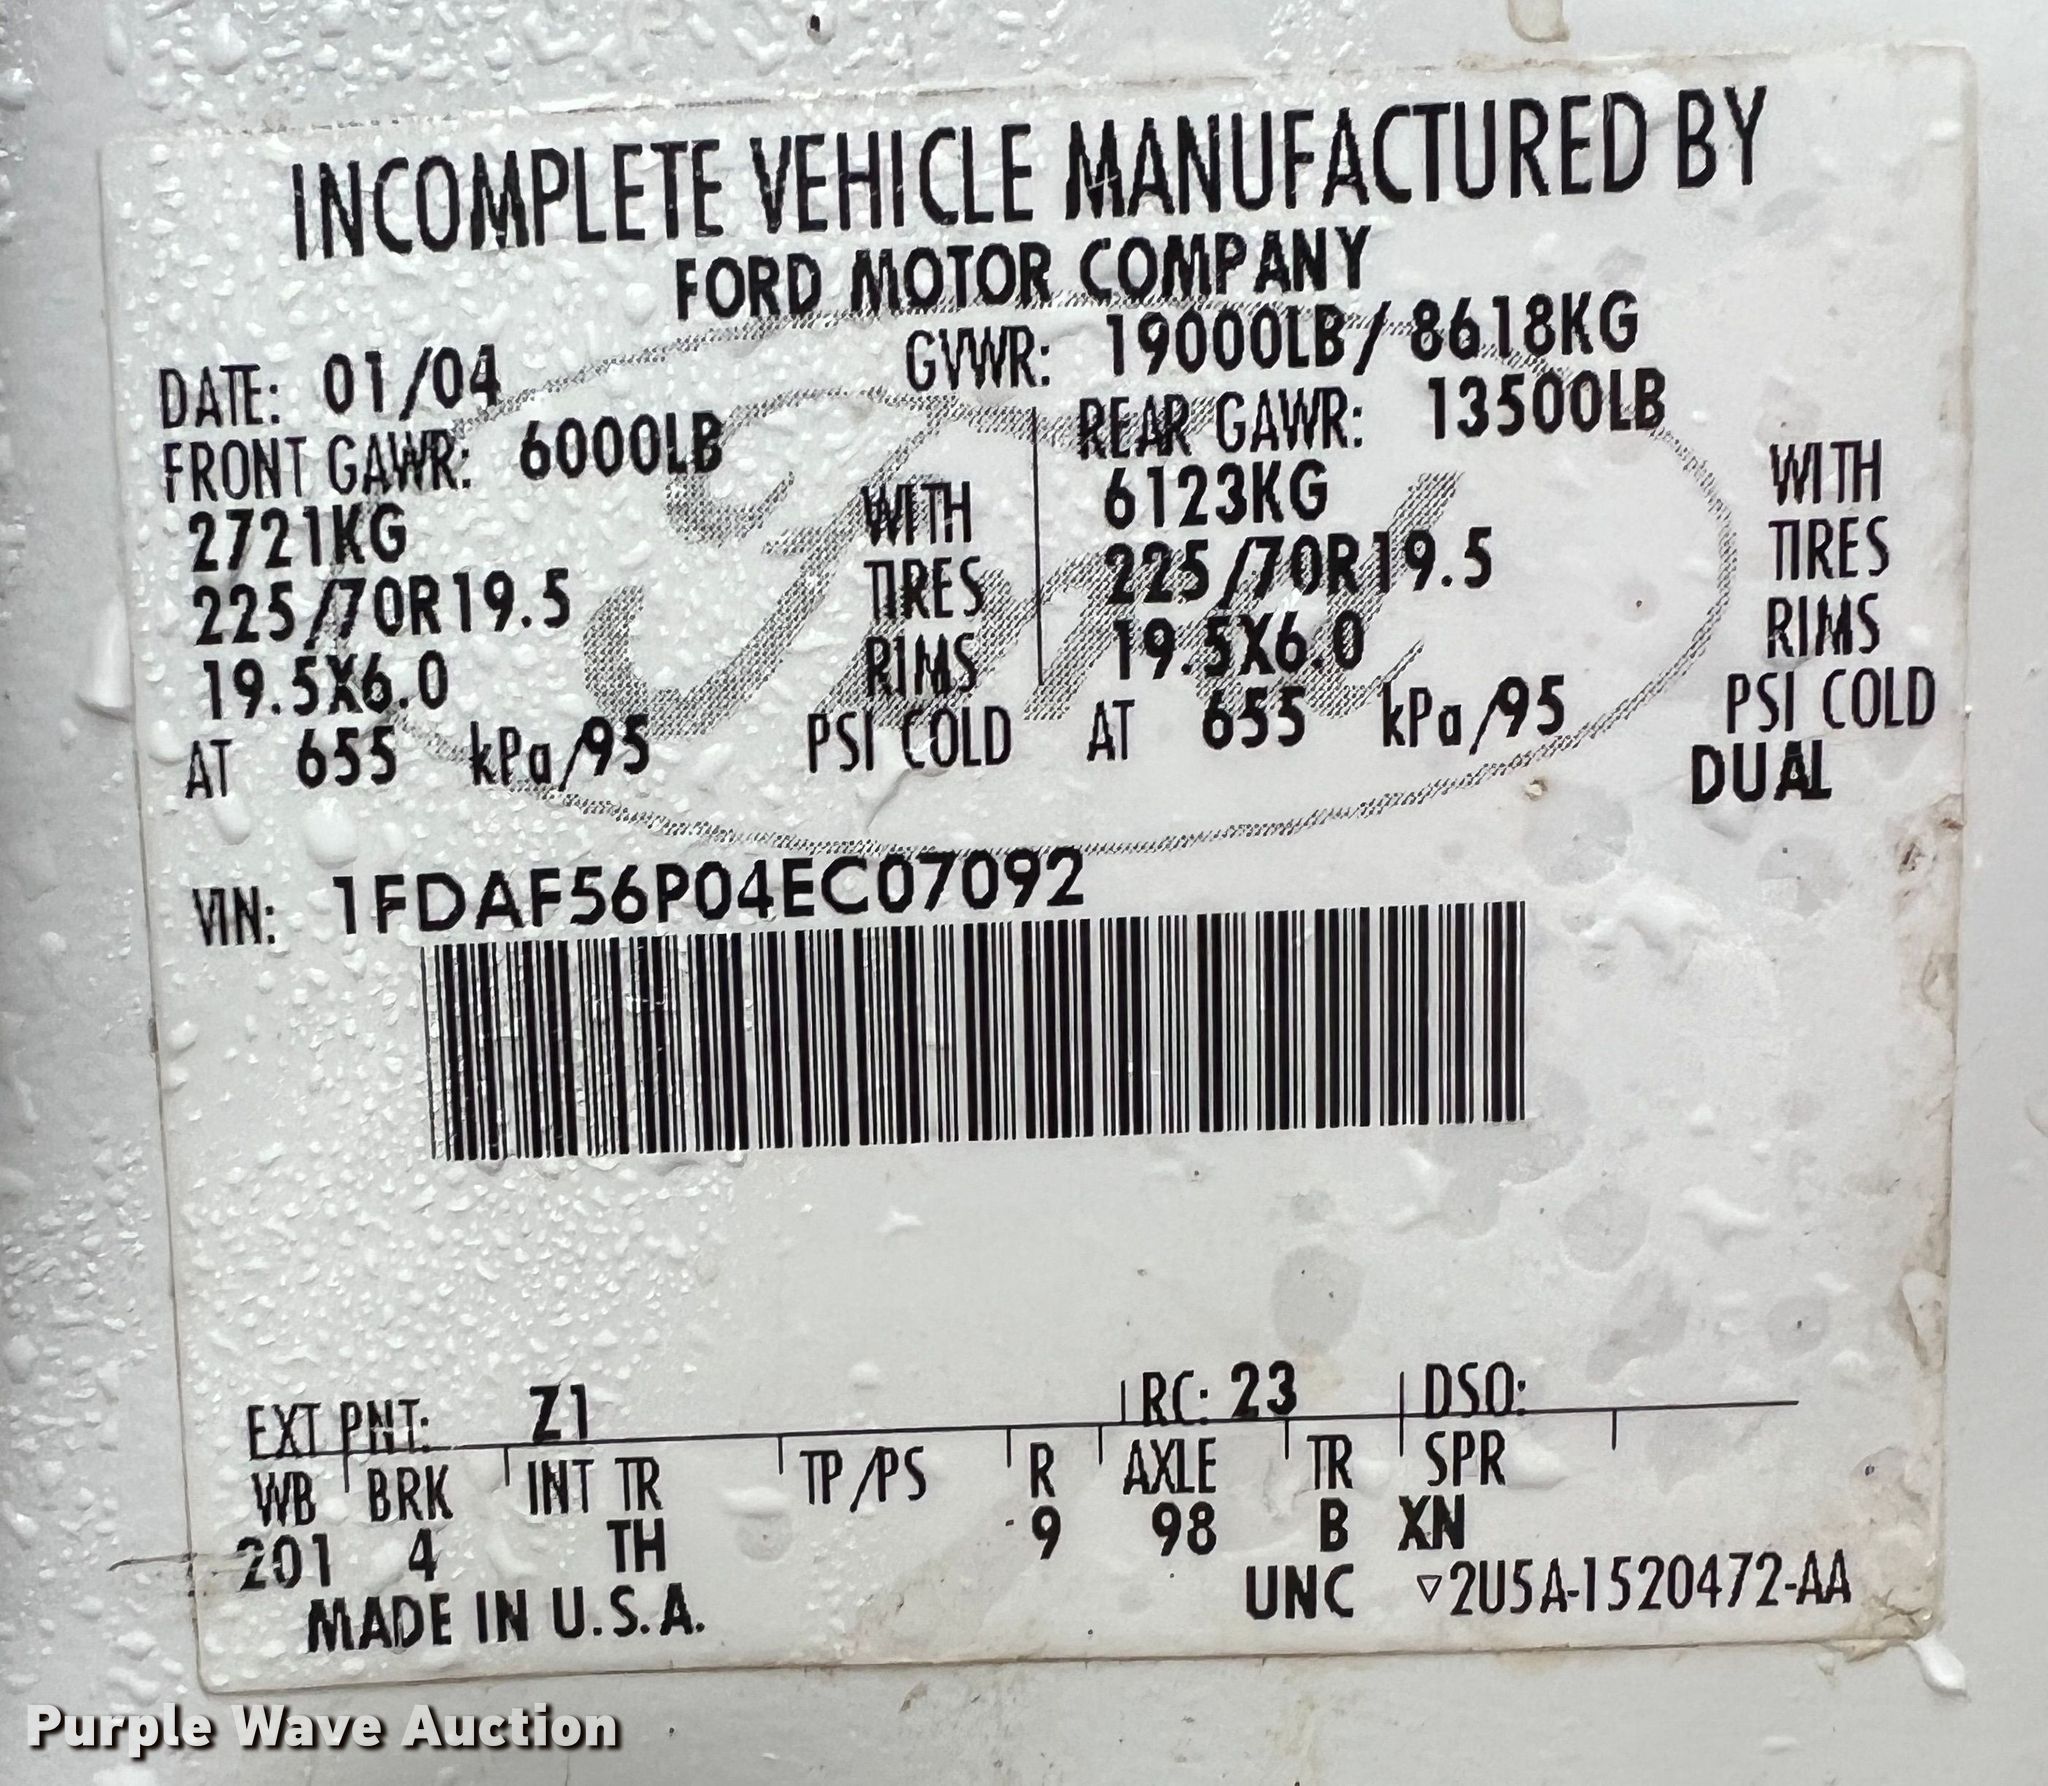 INCOMPLETE VEHICLE MANUFACTURED BY
FORD MOTOR COMPANY
DATE: 01/04 GVWR: 19000LB/ 8618KG
FRONT GAWR: 6000LB REAR GAWR: 13500LB
2721KG WITH 6123KG WITH
225/70R19.5 TIRES 225/70R19.5 TIRES
19.5X6.0 RIMS 19.5X6.0 RIMS
AT 655 kPa/95 PSI COLD AT 655 kPa/95 PSI COLD
DUAL
Ford
VIN: 1FDAF56P04EC07092
EXT PNT: Z1 RC: 23 DSO:
WB BRK INT TR TP/PS R AXLE TR SPR
201 4 TH 9 98 B XN
MADE IN U.S.A. UNC ▽2U5A-1520472-AA
Purple Wave Auction